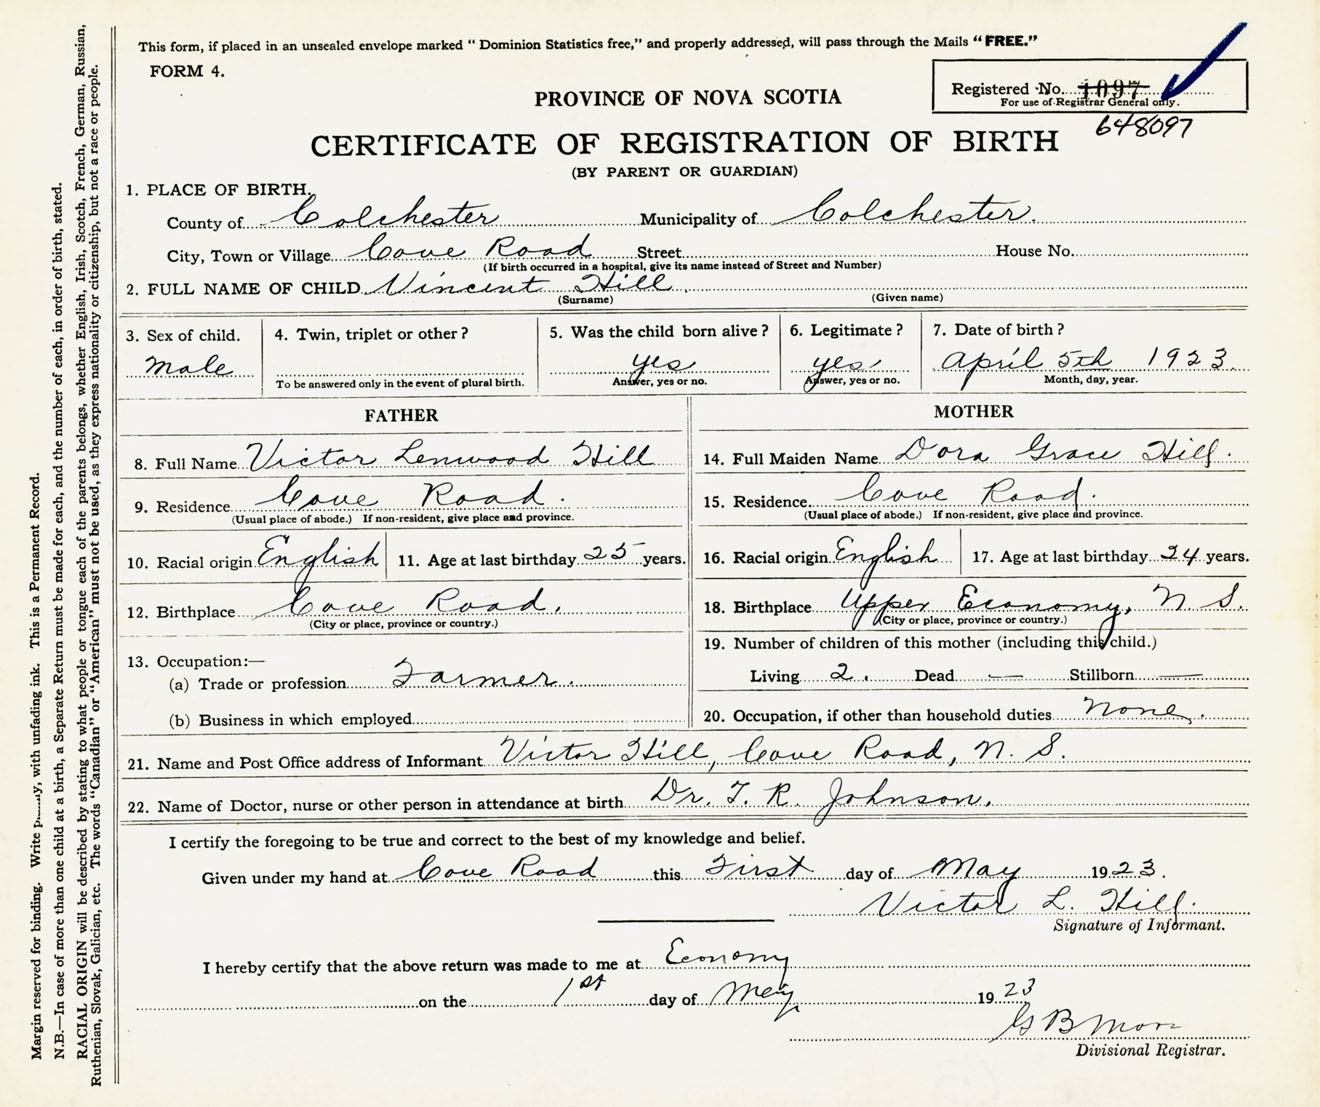 This form, if placed in an unsealed envelope marked “ Dominion Statistics free,” and properly addressed, will pass through the Mails “ FREE.”
FORM 4.
Registered No. 1097
For use of Registrar General only.
648097
PROVINCE OF NOVA SCOTIA
CERTIFICATE OF REGISTRATION OF BIRTH
(BY PARENT OR GUARDIAN)
1. PLACE OF BIRTH.
County of Colchester Municipality of Colchester.
City, Town or Village Cove Road Street House No.
(If birth occurred in a hospital, give its name instead of Street and Number)
2. FULL NAME OF CHILD Vincent Hill
(Surname) (Given name)
3. Sex of child. 4. Twin, triplet or other ? 5. Was the child born alive ? 6. Legitimate ? 7. Date of birth ?
Male yes yes April 5th 1923
To be answered only in the event of plural birth. Answer, yes or no. Answer, yes or no. Month, day, year.
FATHER
8. Full Name Victor Lenwood Hill
9. Residence Cove Road.
(Usual place of abode.) If non-resident, give place and province.
10. Racial origin English 11. Age at last birthday 25 years.
12. Birthplace Cove Road.
(City or place, province or country.)
13. Occupation:—
(a) Trade or profession Farmer.
(b) Business in which employed
MOTHER
14. Full Maiden Name Dora Grace Hill.
15. Residence Cove Road.
(Usual place of abode.) If non-resident, give place and province.
16. Racial origin English 17. Age at last birthday 24 years.
18. Birthplace Upper Economy, N S.
(City or place, province or country.)
19. Number of children of this mother (including this child.)
Living 2. Dead — Stillborn —
20. Occupation, if other than household duties None.
21. Name and Post Office address of Informant Victor Hill, Cove Road, N. S.
22. Name of Doctor, nurse or other person in attendance at birth Dr. T. R Johnson.
I certify the foregoing to be true and correct to the best of my knowledge and belief.
Given under my hand at Cove Road this First day of May 1923.
Victor L. Hill.
Signature of Informant.
I hereby certify that the above return was made to me at Economy
on the 1st day of May 1923
G B
Divisional Registrar.
Margin reserved for binding. Write with unfading ink. This is a Permanent Record.
N.B.—In case of more than one child at a birth, a Separate Return must be made for each, and the number of each, in order of birth, stated.
RACIAL ORIGIN will be described by stating to what people or tongue each of the parents belongs, whether English, Irish, Scotch, French, German, Russian,
Ruthenian, Slovak, Galician, etc. The words “Canadian” or “American” must not be used, as they express nationality or citizenship, but not a race or people.